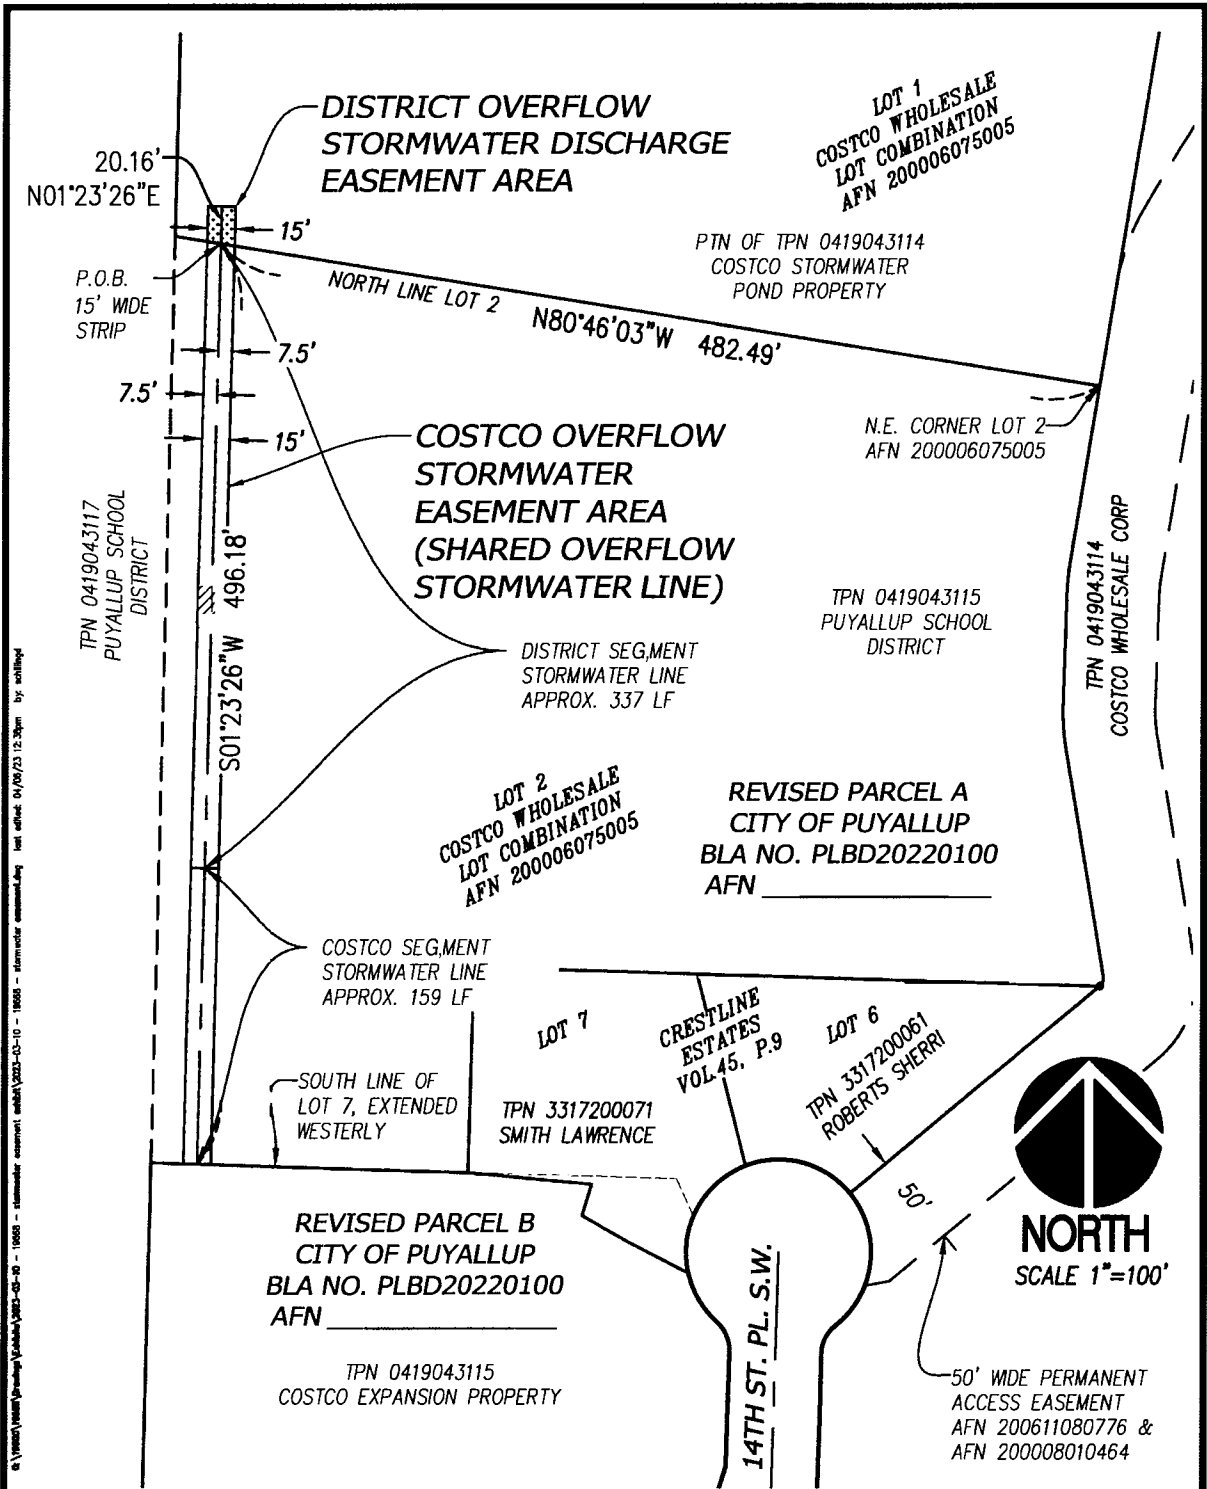 DISTRICT OVERFLOW
STORMWATER DISCHARGE
EASEMENT AREA
LOT 1
COSTCO WHOLESALE
LOT COMBINATION
AFN 200006075005
20.16'
N01°23'26"E
15'
P.O.B.
15' WIDE
STRIP
PTN OF TPN 0419043114
COSTCO STORMWATER
POND PROPERTY
NORTH LINE LOT 2
N80°46'03"W 482.49'
7.5'
7.5'
15'
N.E. CORNER LOT 2
AFN 200006075005
COSTCO OVERFLOW
STORMWATER
EASEMENT AREA
(SHARED OVERFLOW
STORMWATER LINE)
TPN 0419043117
PUYALLUP SCHOOL
DISTRICT
S01°23'26"W 496.18'
TPN 0419043115
PUYALLUP SCHOOL
DISTRICT
TPN 0419043114
COSTCO WHOLESALE CORP
DISTRICT SEG,MENT
STORMWATER LINE
APPROX. 337 LF
LOT 2
COSTCO WHOLESALE
LOT COMBINATION
AFN 200006075005
REVISED PARCEL A
CITY OF PUYALLUP
BLA NO. PLBD20220100
AFN
COSTCO SEG,MENT
STORMWATER LINE
APPROX. 159 LF
LOT 7
CRESTLINE
ESTATES
VOL.45, P.9
LOT 6
TPN 3317200061
ROBERTS SHERRI
SOUTH LINE OF
LOT 7, EXTENDED
WESTERLY
TPN 3317200071
SMITH LAWRENCE
50'
NORTH
SCALE 1"=100'
REVISED PARCEL B
CITY OF PUYALLUP
BLA NO. PLBD20220100
AFN
TPN 0419043115
COSTCO EXPANSION PROPERTY
14TH ST. PL. S.W.
50' WIDE PERMANENT
ACCESS EASEMENT
AFN 200611080776 &
AFN 200008010464